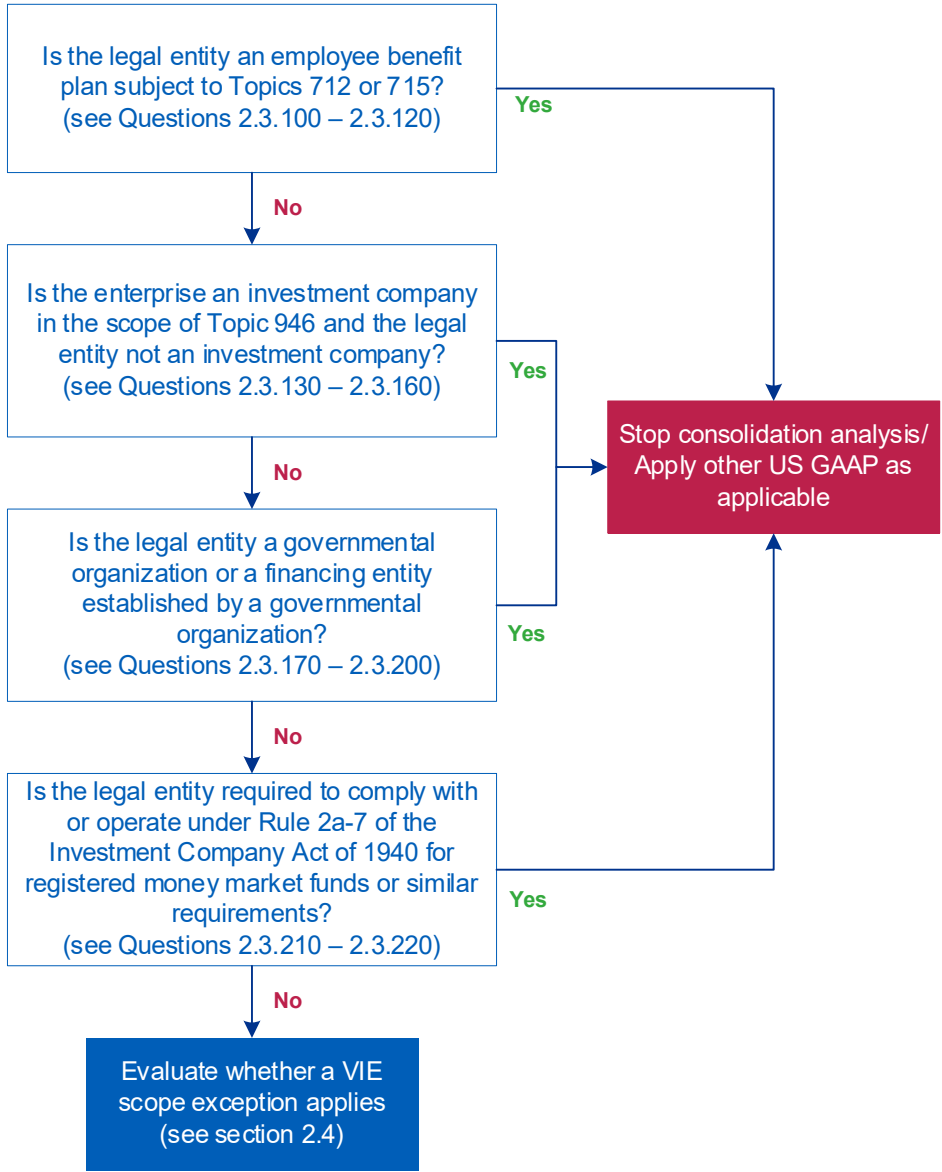 Is the legal entity an employee benefit
plan subject to Topics 712 or 715?
(see Questions 2.3.100 – 2.3.120)
Yes
No
Is the enterprise an investment company
in the scope of Topic 946 and the legal
entity not an investment company?
(see Questions 2.3.130 – 2.3.160)
Yes
Stop consolidation analysis/
Apply other US GAAP as
applicable
No
Is the legal entity a governmental
organization or a financing entity
established by a governmental
organization?
(see Questions 2.3.170 – 2.3.200)
Yes
No
Is the legal entity required to comply with
or operate under Rule 2a-7 of the
Investment Company Act of 1940 for
registered money market funds or similar
requirements?
(see Questions 2.3.210 – 2.3.220)
Yes
No
Evaluate whether a VIE
scope exception applies
(see section 2.4)